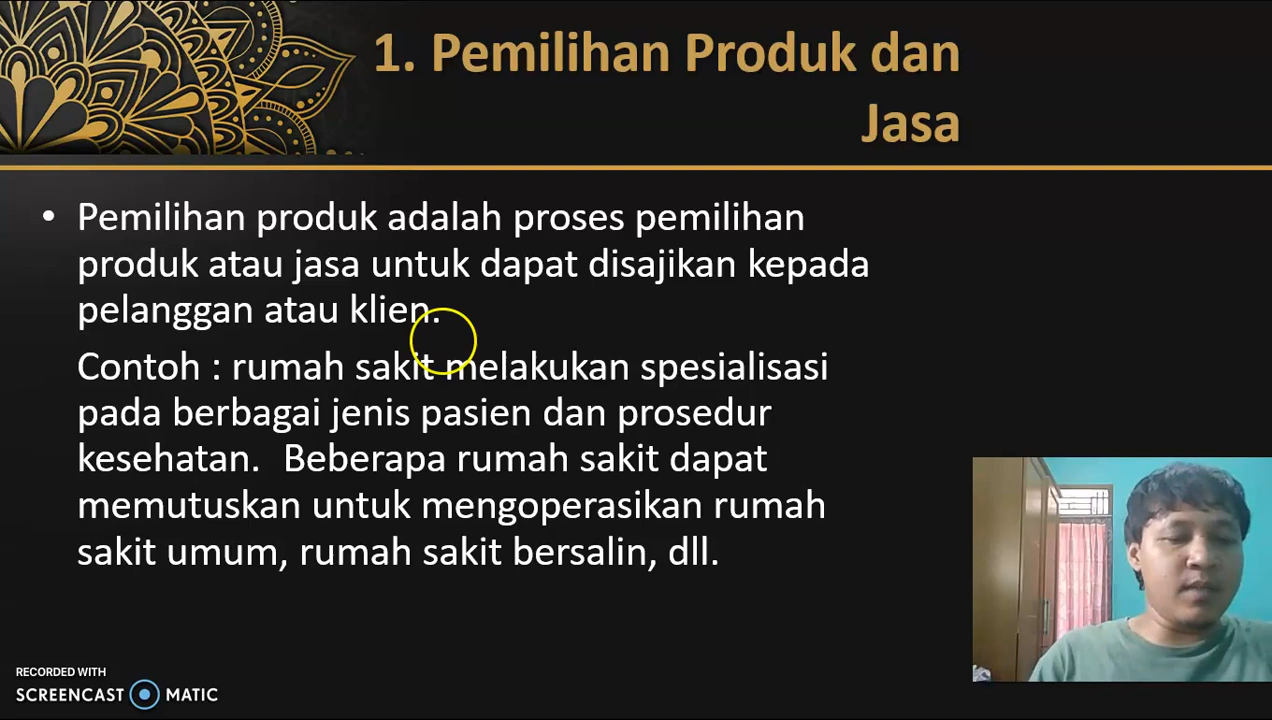 1. Pemilihan Produk dan
Jasa
• Pemilihan produk adalah proses pemilihan
produk atau jasa untuk dapat disajikan kepada
pelanggan atau klien.
Contoh : rumah sakit melakukan spesialisasi
pada berbagai jenis pasien dan prosedur
kesehatan.  Beberapa rumah sakit dapat
memutuskan untuk mengoperasikan rumah
sakit umum, rumah sakit bersalin, dll.
RECORDED WITH
SCREENCAST MATIC